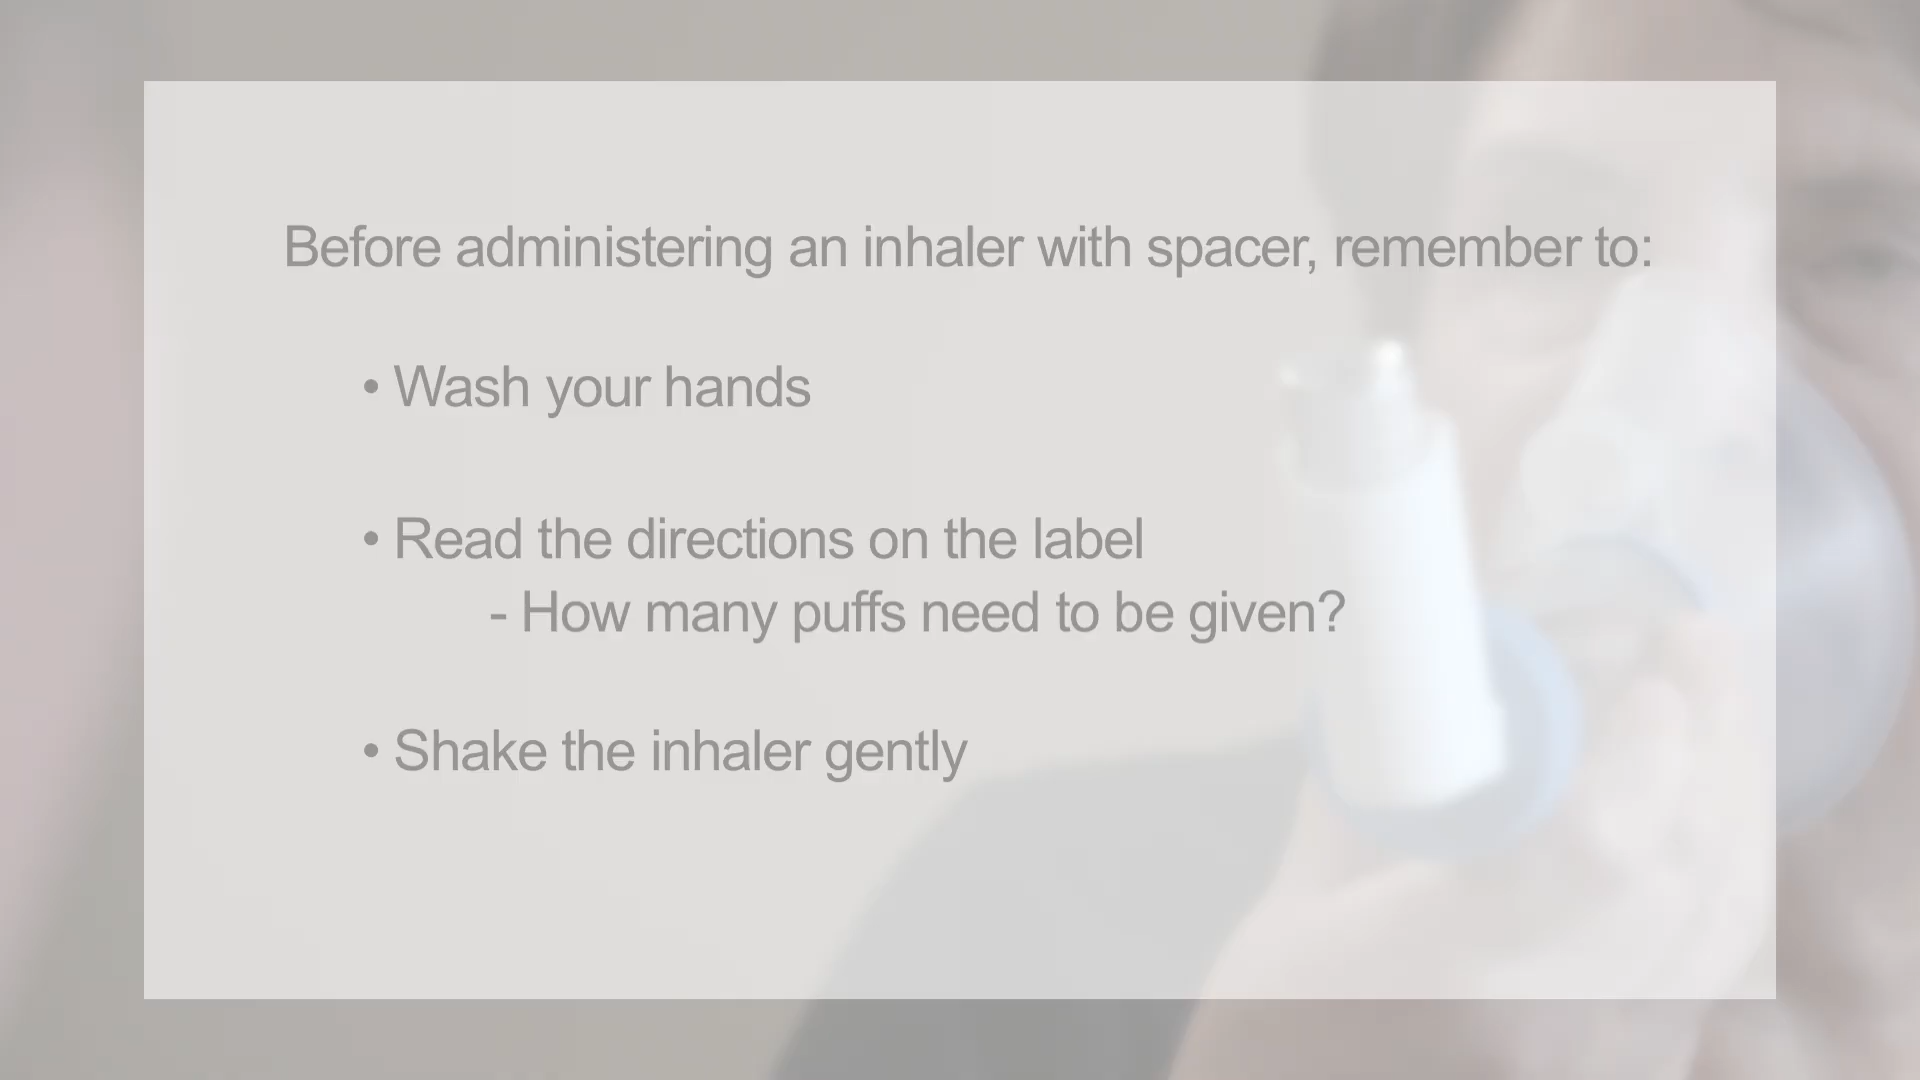 Before administering an inhaler with spacer, remember to:
• Wash your hands
• Read the directions on the label
- How many puffs need to be given?
• Shake the inhaler gently